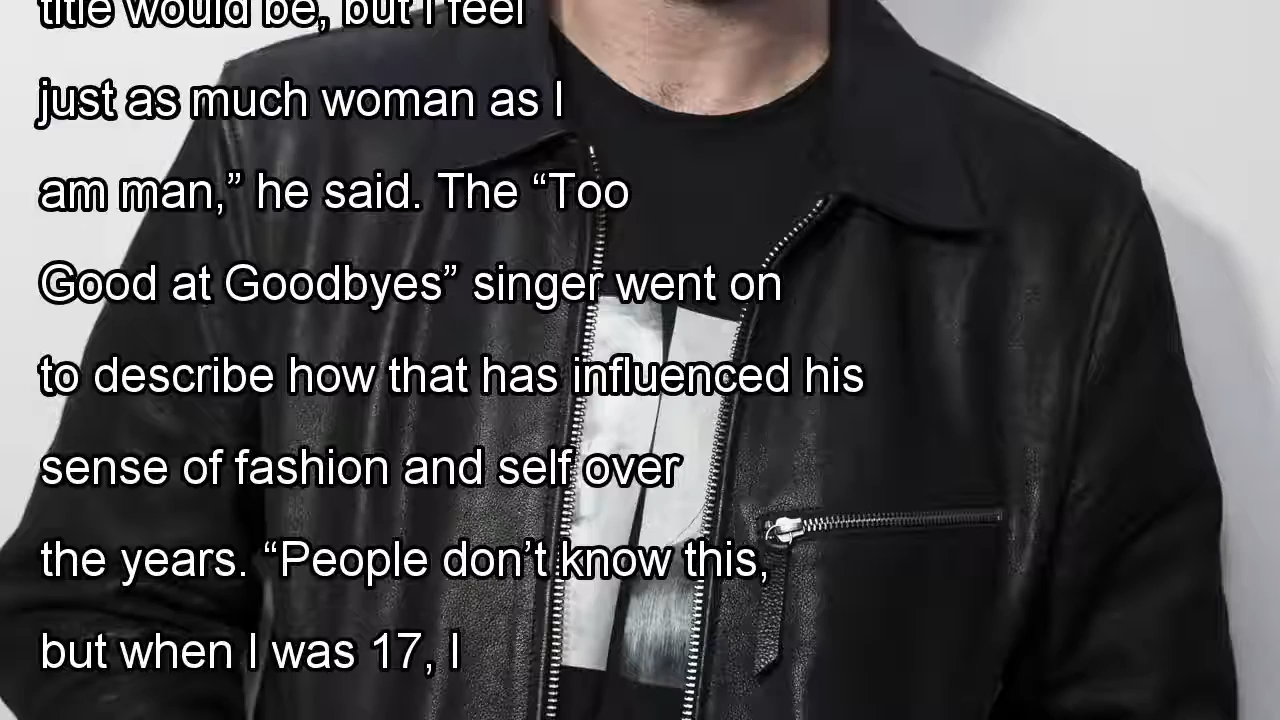 title would be, but I feel
just as much woman as I
am man,” he said. The “Too
Good at Goodbyes” singer went on
to describe how that has influenced his
sense of fashion and self over
the years. “People don’t know this,
but when I was 17, I